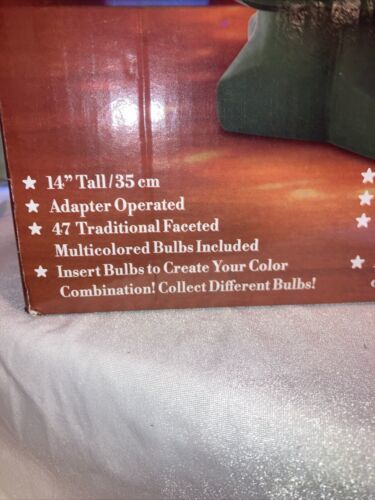 14” Tall/35 cm
Adapter Operated
47 Traditional Faceted
Multicolored Bulbs Included
Insert Bulbs to Create Your Color
Combination! Collect Different Bulbs!